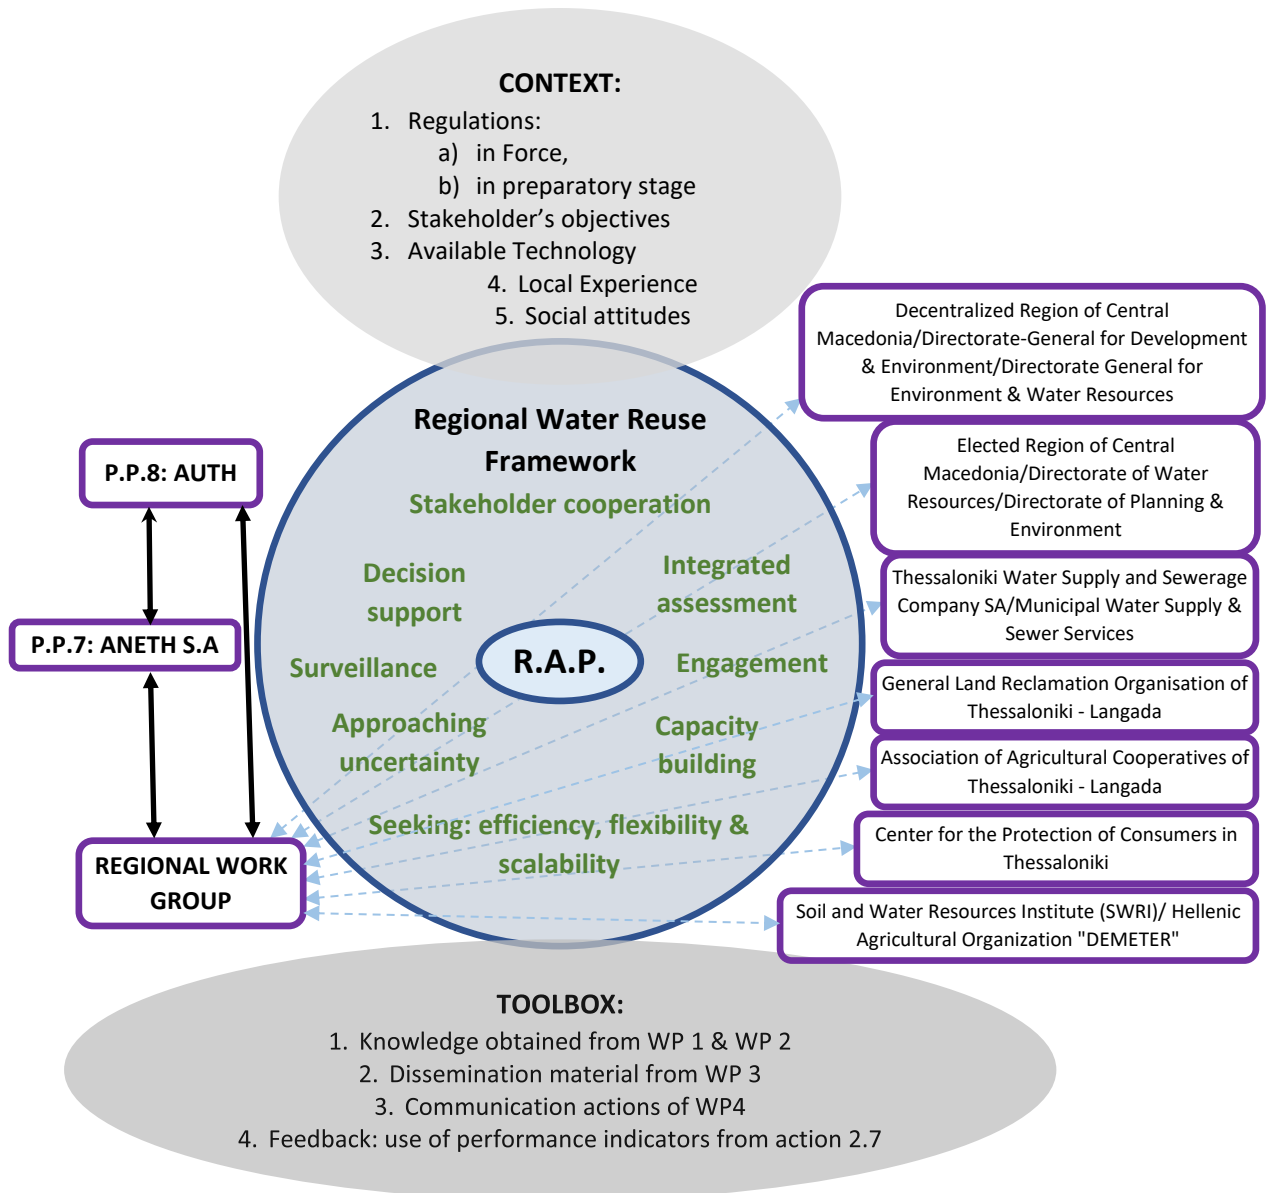 CONTEXT:
1. Regulations:
a) in Force,
b) in preparatory stage
2. Stakeholder’s objectives
3. Available Technology
4. Local Experience
5. Social attitudes
Regional Water Reuse
Framework
Stakeholder cooperation
Decision
support
Integrated
assessment
Surveillance
R.A.P.
Engagement
Approaching
uncertainty
Capacity
building
Seeking: efficiency, flexibility &
scalability
P.P.8: AUTH
P.P.7: ANETH S.A
REGIONAL WORK
GROUP
Decentralized Region of Central
Macedonia/Directorate-General for Development
& Environment/Directorate General for
Environment & Water Resources
Elected Region of Central
Macedonia/Directorate of Water
Resources/Directorate of Planning &
Environment
Thessaloniki Water Supply and Sewerage
Company SA/Municipal Water Supply &
Sewer Services
General Land Reclamation Organisation of
Thessaloniki - Langada
Association of Agricultural Cooperatives of
Thessaloniki - Langada
Center for the Protection of Consumers in
Thessaloniki
Soil and Water Resources Institute (SWRI)/ Hellenic
Agricultural Organization "DEMETER"
TOOLBOX:
1. Knowledge obtained from WP 1 & WP 2
2. Dissemination material from WP 3
3. Communication actions of WP4
4. Feedback: use of performance indicators from action 2.7